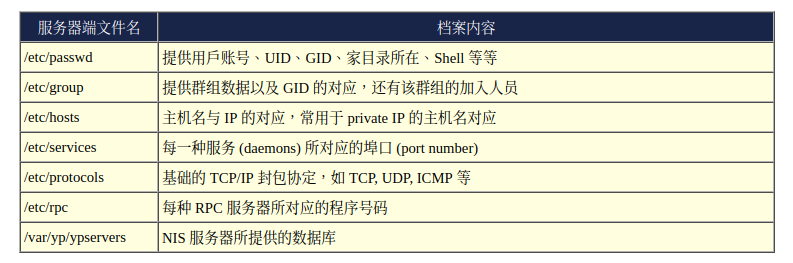 服务器端文件名 档案内容
/etc/passwd 提供用戶账号、UID、GID、家目录所在、Shell 等等
/etc/group 提供群组数据以及 GID 的对应，还有该群组的加入人员
/etc/hosts 主机名与 IP 的对应，常用于 private IP 的主机名对应
/etc/services 每一种服务 (daemons) 所对应的埠口 (port number)
/etc/protocols 基础的 TCP/IP 封包协定，如 TCP, UDP, ICMP 等
/etc/rpc 每种 RPC 服务器所对应的程序号码
/var/yp/ypservers NIS 服务器所提供的数据库